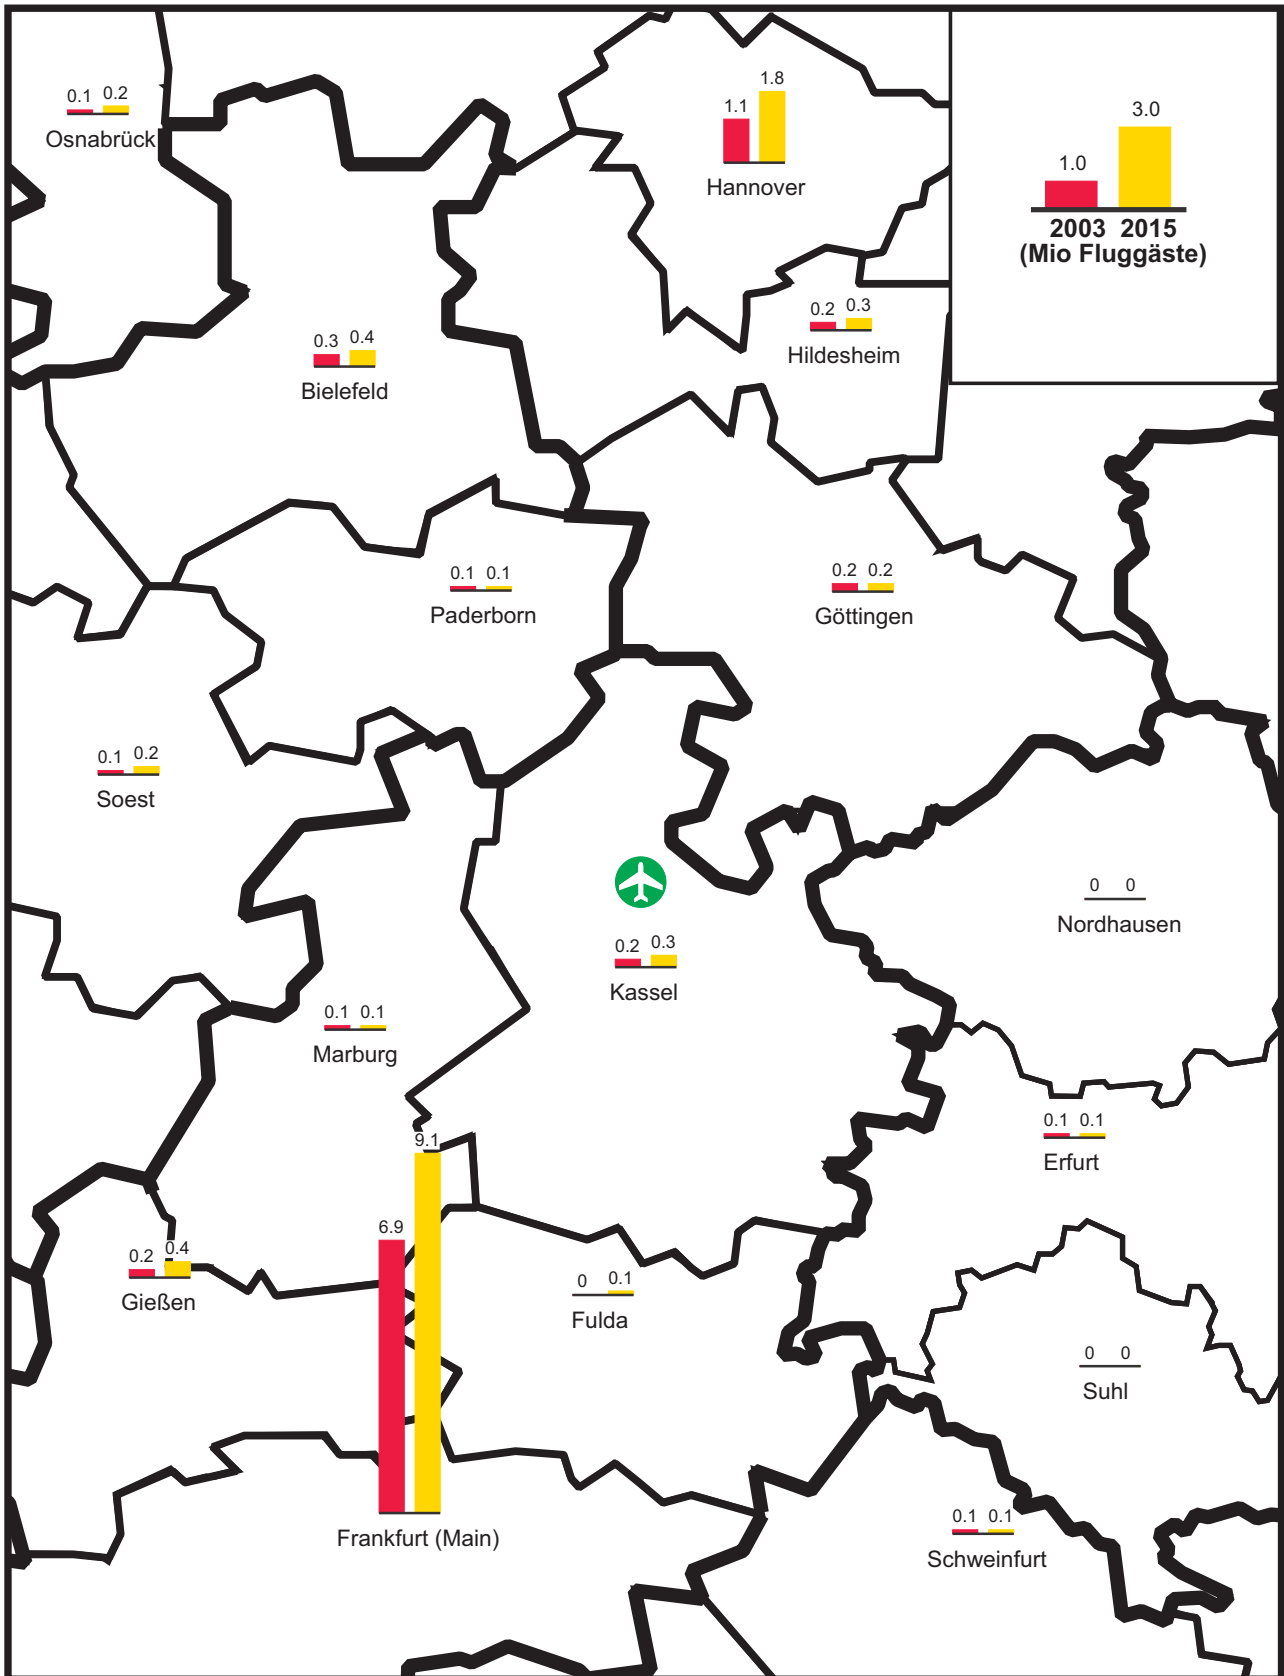 0.1 0.2
Osnabrück
1.1 1.8
Hannover
1.0 3.0
2003 2015
(Mio Fluggäste)
0.2 0.3
Hildesheim
0.3 0.4
Bielefeld
0.1 0.1
Paderborn
0.2 0.2
Göttingen
0.1 0.2
Soest
0 0
Nordhausen
0.2 0.3
Kassel
0.1 0.1
Marburg
0.1 0.1
Erfurt
6.9 9.1
Frankfurt (Main)
0.2 0.4
Gießen
0 0.1
Fulda
0 0
Suhl
0.1 0.1
Schweinfurt